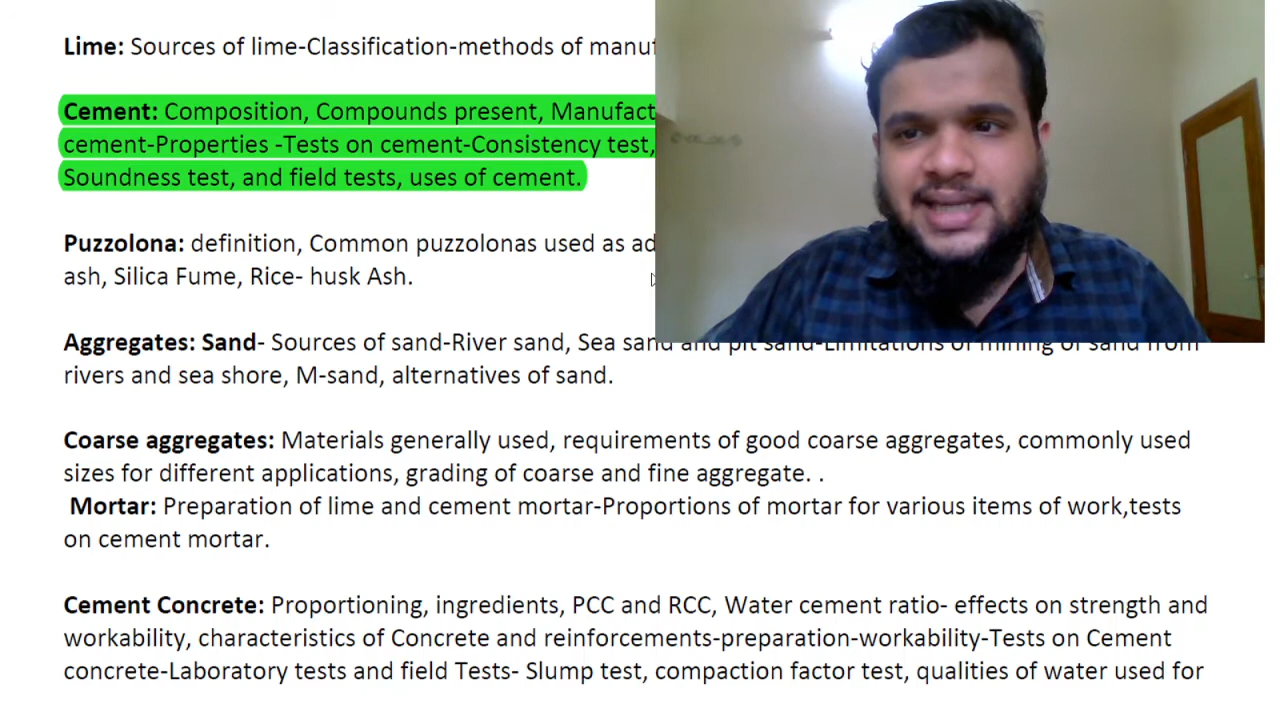 Lime: Sources of lime-Classification-methods of manuf
Cement: Composition, Compounds present, Manufact
cement-Properties -Tests on cement-Consistency test,
Soundness test, and field tests, uses of cement.
Puzzolona: definition, Common puzzolonas used as ad
ash, Silica Fume, Rice- husk Ash.
Aggregates: Sand- Sources of sand-River sand, Sea sand and pit sand-Limitations of mining of sand from
rivers and sea shore, M-sand, alternatives of sand.
Coarse aggregates: Materials generally used, requirements of good coarse aggregates, commonly used
sizes for different applications, grading of coarse and fine aggregate. .
Mortar: Preparation of lime and cement mortar-Proportions of mortar for various items of work,tests
on cement mortar.
Cement Concrete: Proportioning, ingredients, PCC and RCC, Water cement ratio- effects on strength and
workability, characteristics of Concrete and reinforcements-preparation-workability-Tests on Cement
concrete-Laboratory tests and field Tests- Slump test, compaction factor test, qualities of water used for